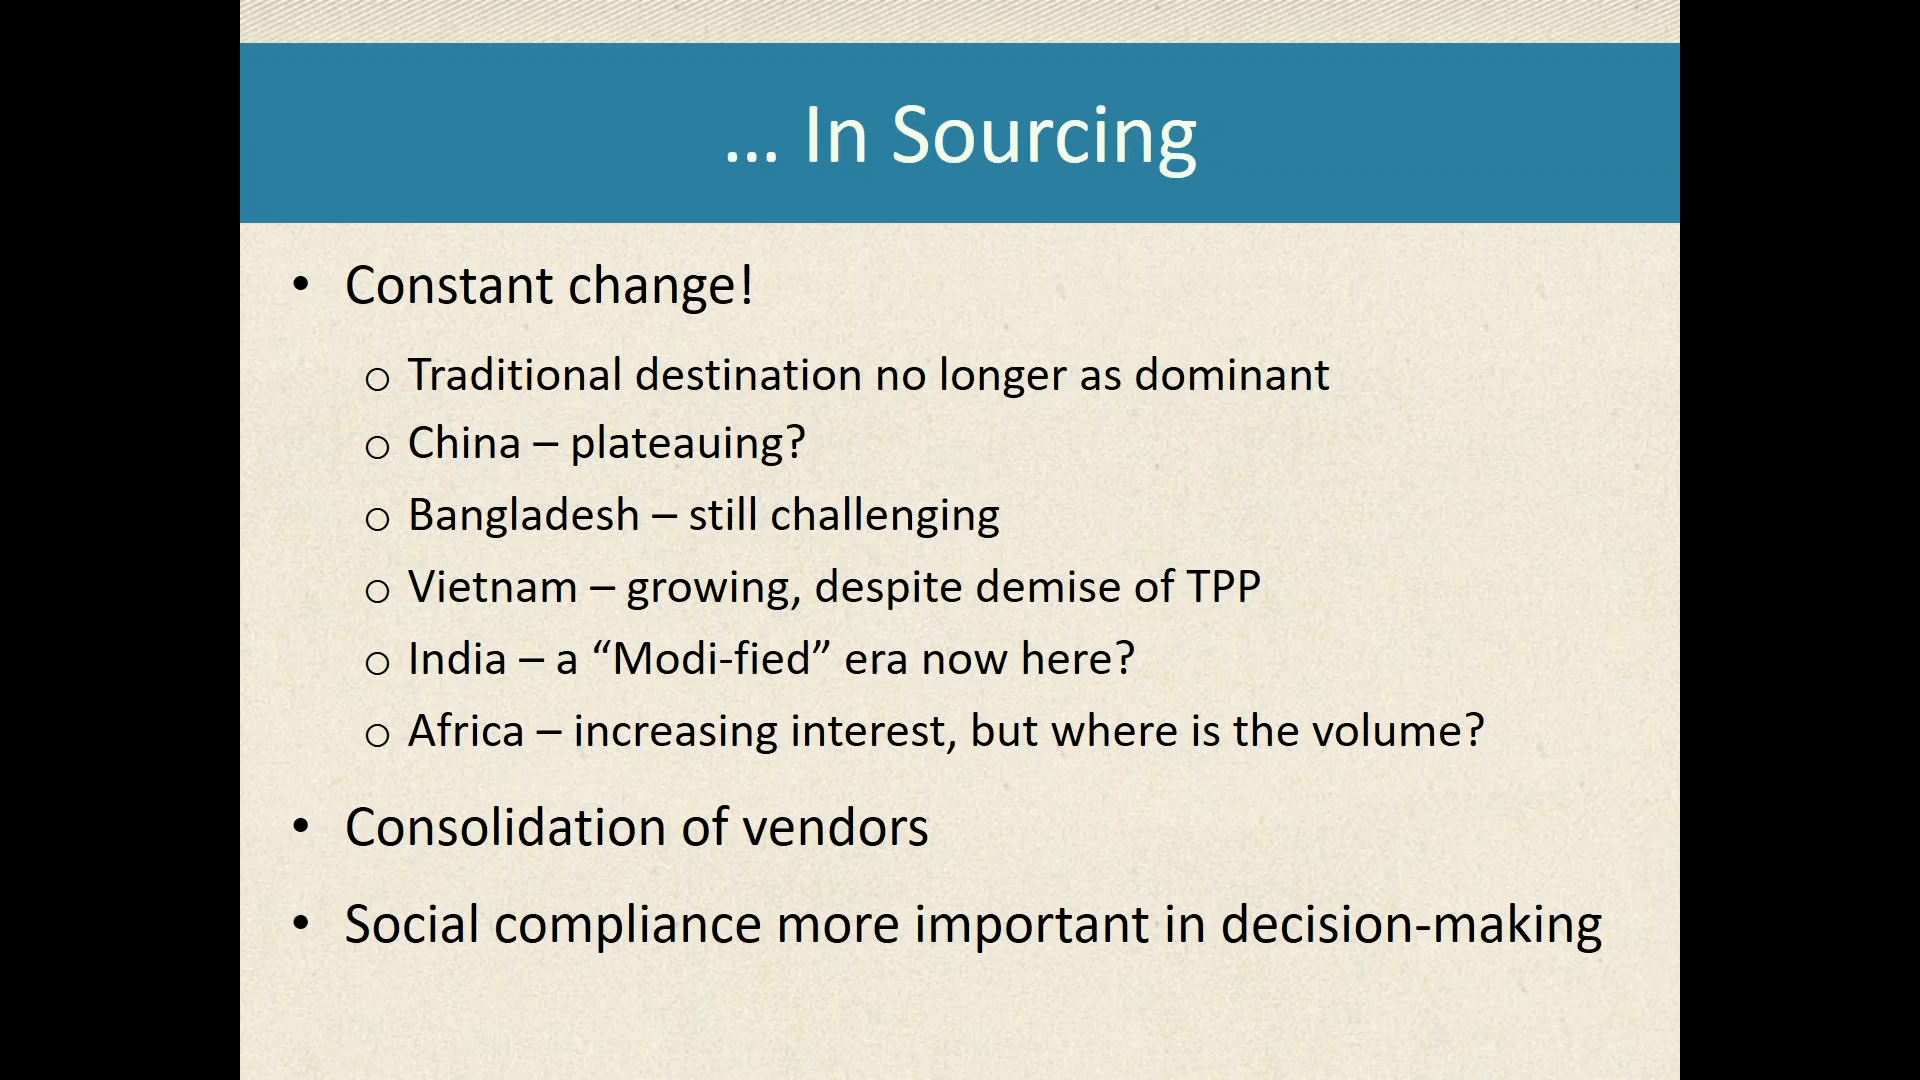 … In Sourcing
• Constant change!
o Traditional destination no longer as dominant
o China – plateauing?
o Bangladesh – still challenging
o Vietnam – growing, despite demise of TPP
o India – a “Modi-fied” era now here?
o Africa – increasing interest, but where is the volume?
• Consolidation of vendors
• Social compliance more important in decision-making